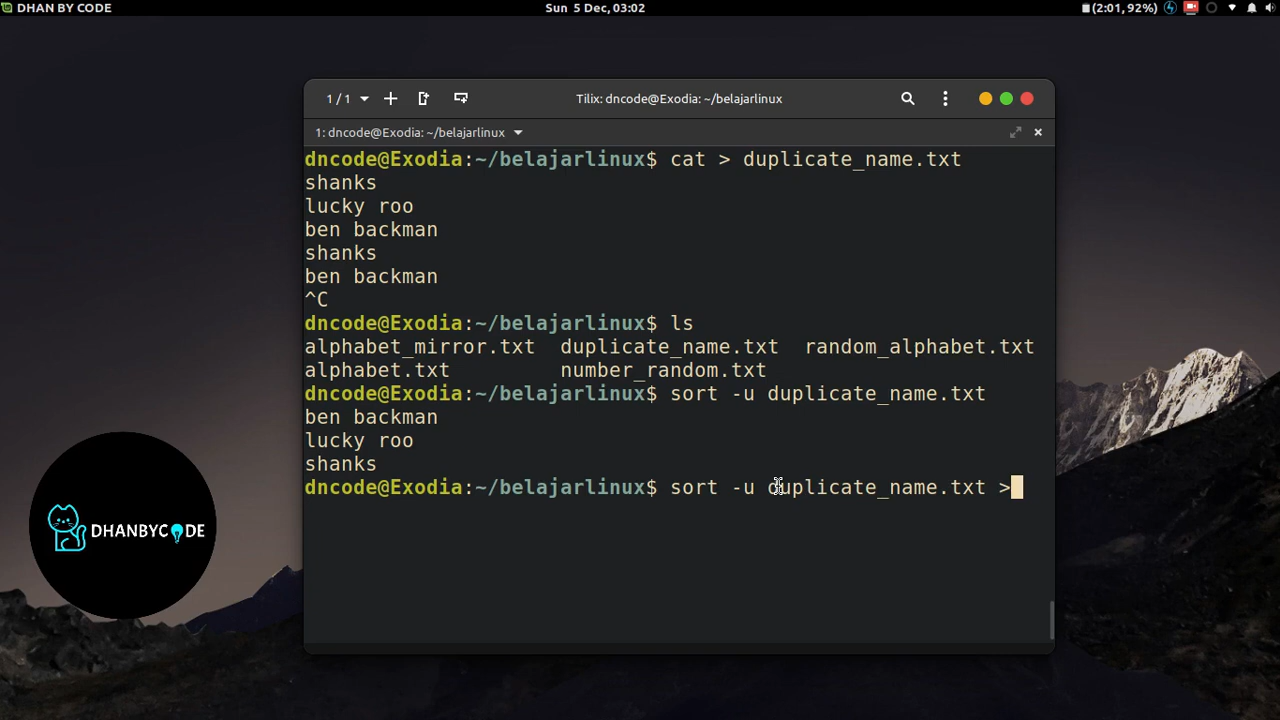 DHAN BY CODE
Sun 5 Dec, 03:02
(2:01, 92%)
1 / 1
Tilix: dncode@Exodia: ~/belajarlinux
1: dncode@Exodia: ~/belajarlinux
dncode@Exodia:~/belajarlinux$ cat > duplicate_name.txt
shanks
lucky roo
ben backman
shanks
ben backman
^C
dncode@Exodia:~/belajarlinux$ ls
alphabet_mirror.txt duplicate_name.txt random_alphabet.txt
alphabet.txt number_random.txt
dncode@Exodia:~/belajarlinux$ sort -u duplicate_name.txt
ben backman
lucky roo
shanks
dncode@Exodia:~/belajarlinux$ sort -u duplicate_name.txt >
DHANBYCODE